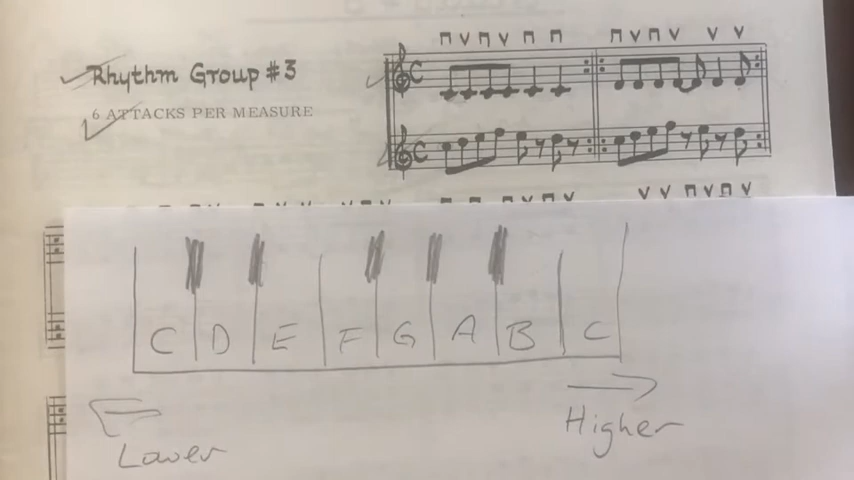 Rhythm Group #3
6 ATTACKS PER MEASURE
C D E F G A B C
Lower
Higher